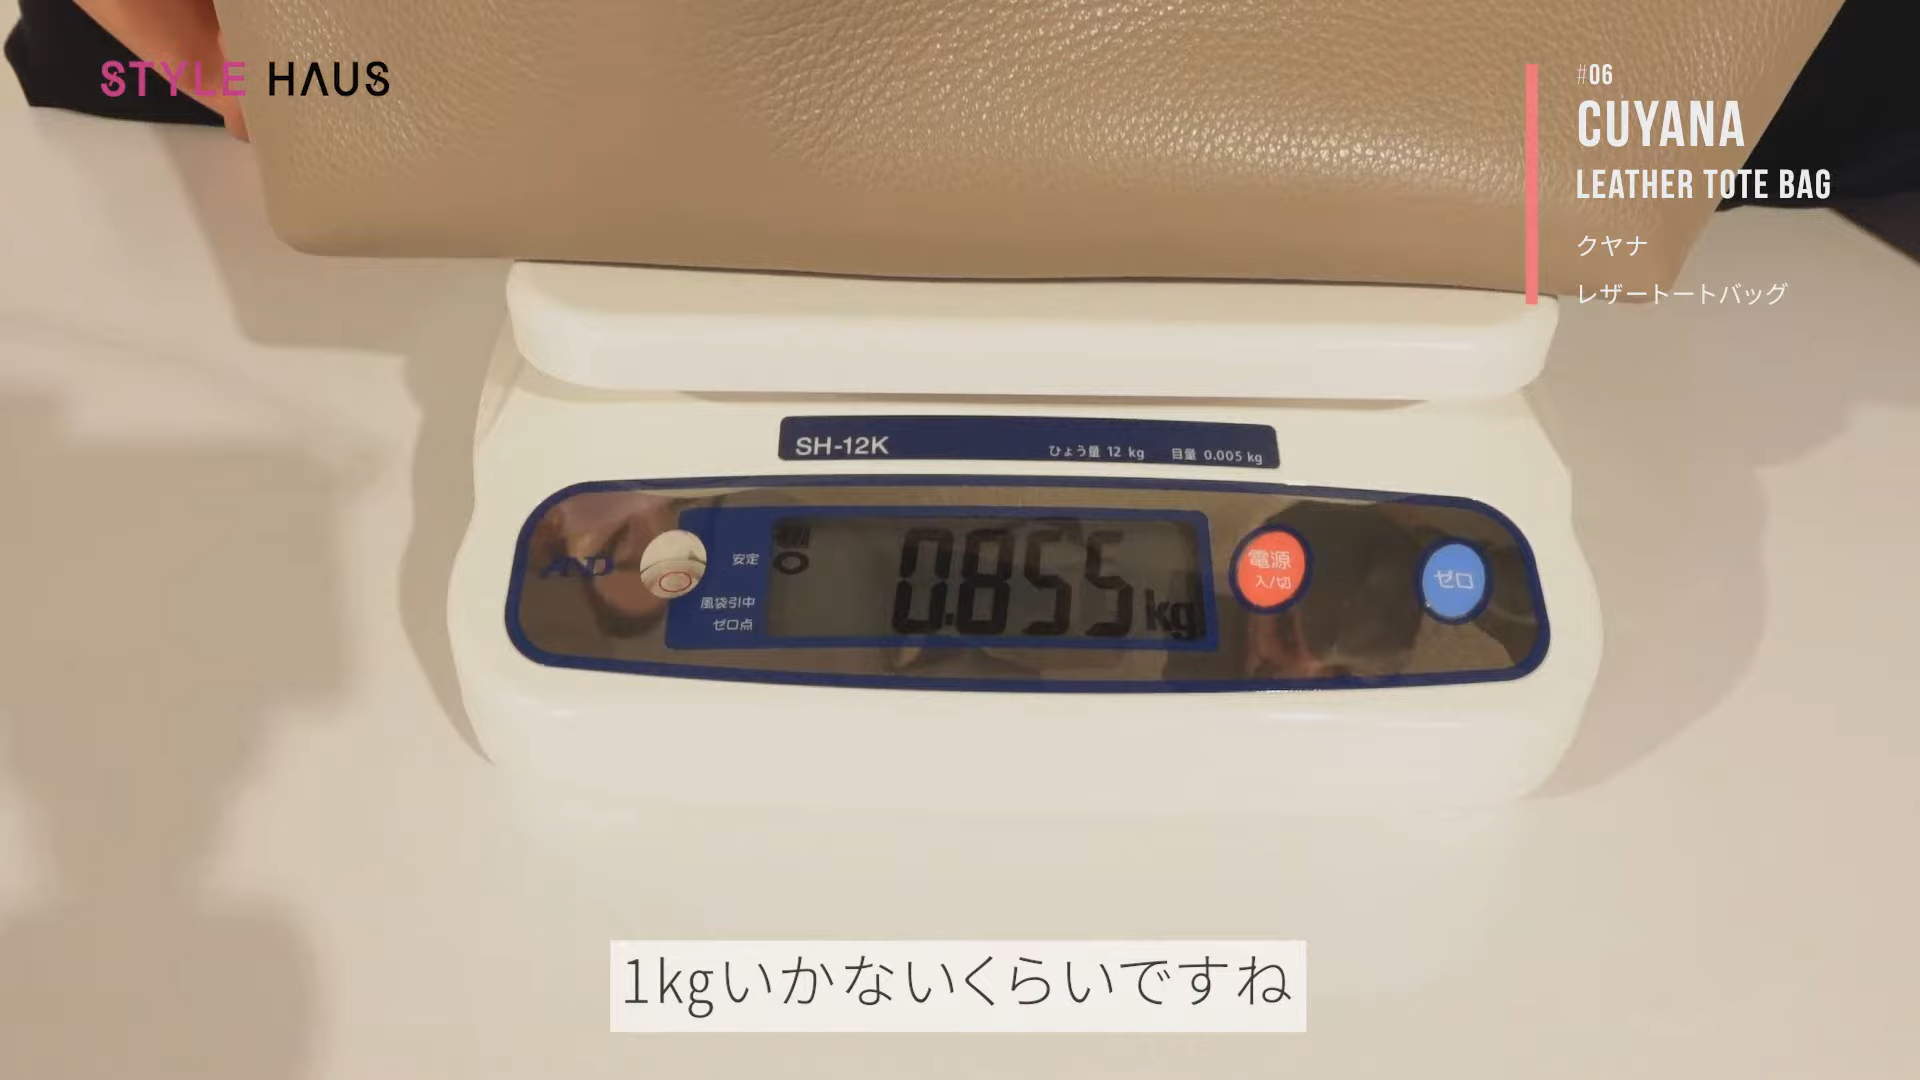 STYLE HAUS
#06
CUYANA
LEATHER TOTE BAG
クヤナ
レザートートバッグ
SH-12K ひょう量 12 kg 目量 0.005 kg
AND
安定
風袋引中
ゼロ点
0.855 kg
電源
入/切
ゼロ
1kgいかないくらいですね